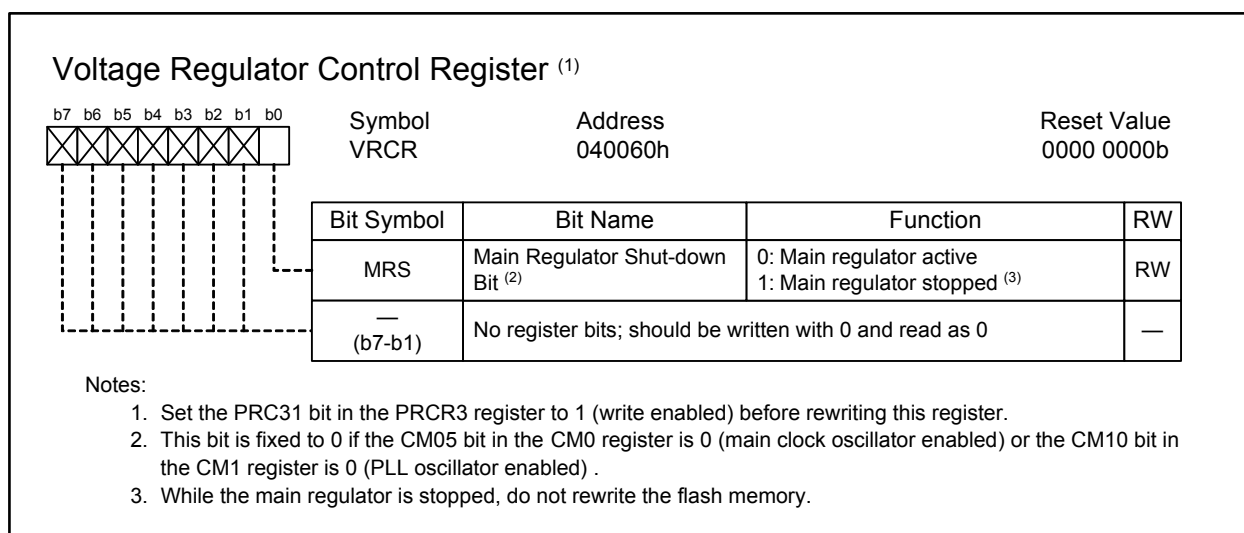 Voltage Regulator Control Register (1)
b7 b6 b5 b4 b3 b2 b1 b0
Symbol Address Reset Value
VRCR 040060h 0000 0000b
Bit Symbol Bit Name Function RW
MRS Main Regulator Shut-down Bit (2) 0: Main regulator active
1: Main regulator stopped (3) RW
— (b7-b1) No register bits; should be written with 0 and read as 0 —
Notes:
1. Set the PRC31 bit in the PRCR3 register to 1 (write enabled) before rewriting this register.
2. This bit is fixed to 0 if the CM05 bit in the CM0 register is 0 (main clock oscillator enabled) or the CM10 bit in
the CM1 register is 0 (PLL oscillator enabled) .
3. While the main regulator is stopped, do not rewrite the flash memory.